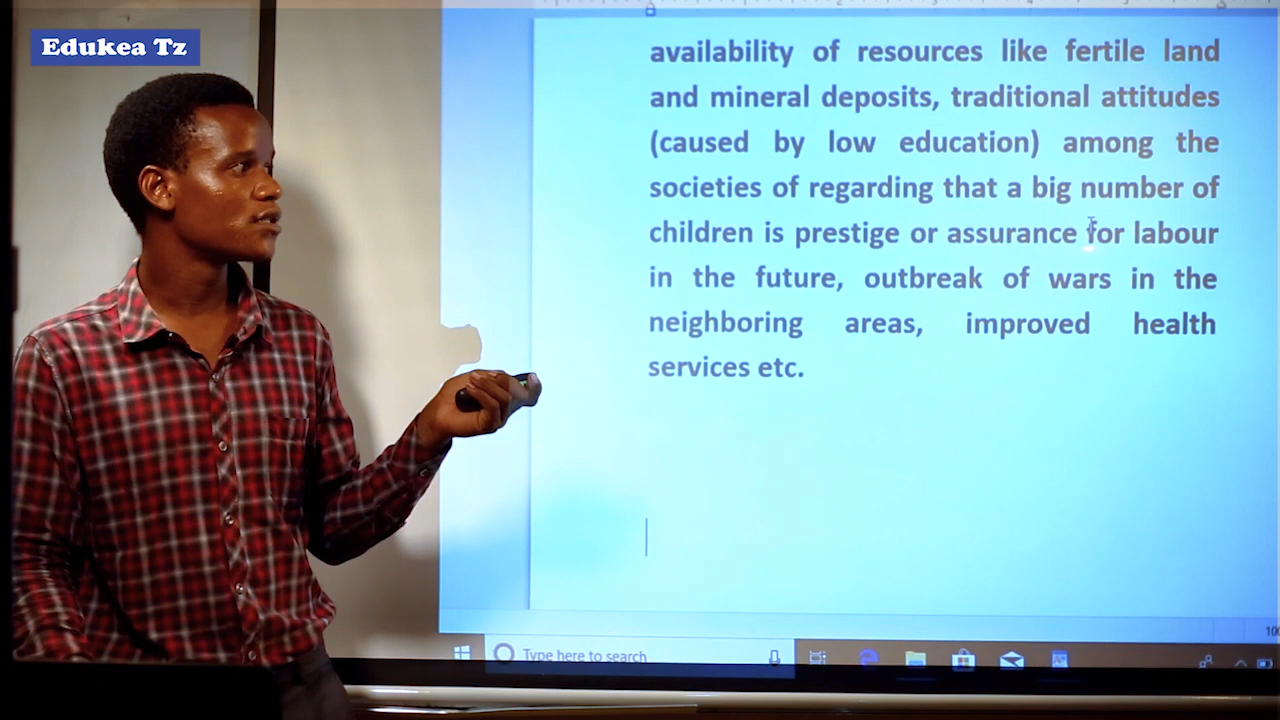 Edukea Tz
availability of resources like fertile land
and mineral deposits, traditional attitudes
(caused by low education) among the
societies of regarding that a big number of
children is prestige or assurance for labour
in the future, outbreak of wars in the
neighboring areas, improved health
services etc.
Type here to search